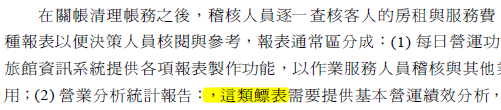 在關帳清理帳務之後，稽核人員逐一查核客人的房租與服務費
種報表以便決策人員核閱與參考，報表通常區分成：(1) 每日營運功
旅館資訊系統提供各項報表製作功能，以作業服務人員稽核與其他
用；(2) 營業分析統計報告：，這類鰾表需要提供基本營運績效分析，